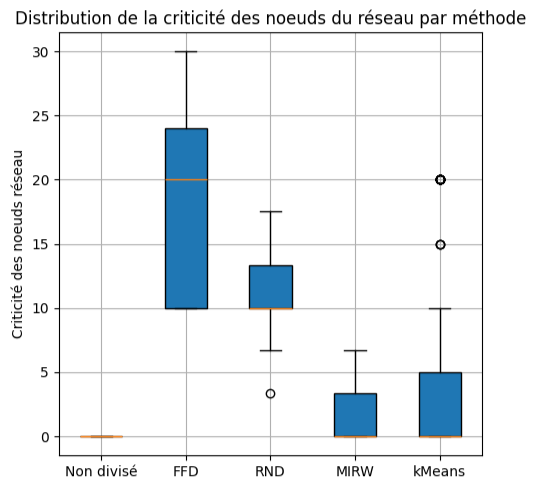 Distribution de la criticité des noeuds du réseau par méthode
Criticité des noeuds réseau
30
25
20
15
10
5
0
Non divisé FFD RND MIRW kMeans